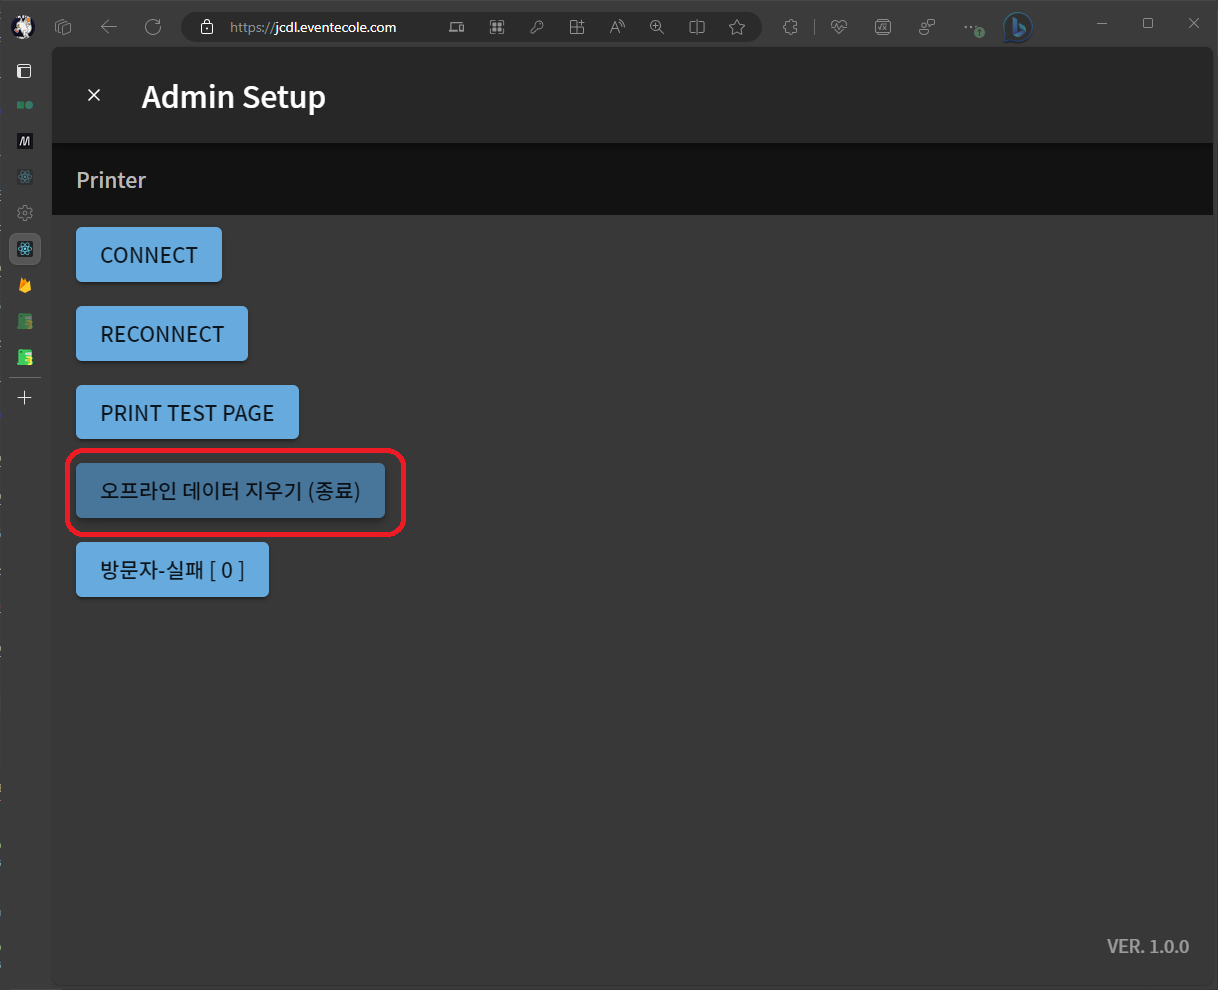 https://jcdl.eventecole.com
Admin Setup
Printer
CONNECT
RECONNECT
PRINT TEST PAGE
오프라인 데이터 지우기 (종료)
방문자-실패 [ 0 ]
VER. 1.0.0